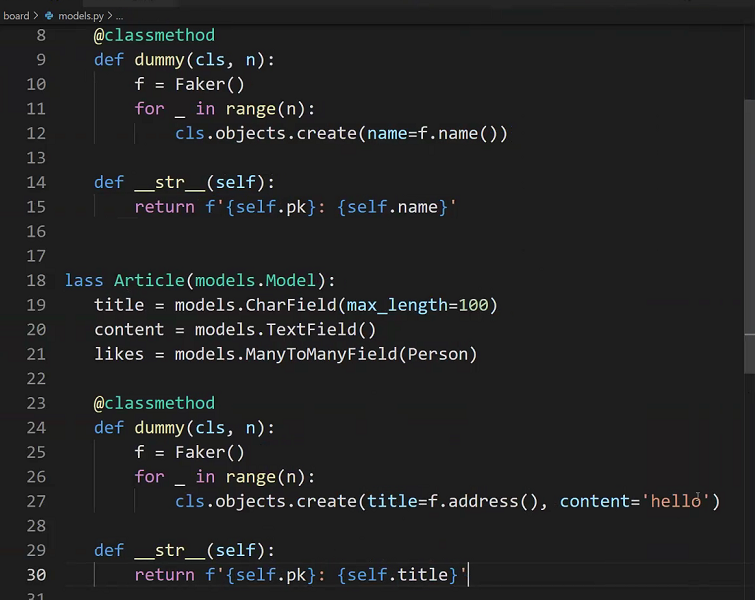 board > models.py > ...
8 @classmethod
9 def dummy(cls, n):
10 f = Faker()
11 for _ in range(n):
12 cls.objects.create(name=f.name())
13
14 def __str__(self):
15 return f'{self.pk}: {self.name}'
16
17
18 lass Article(models.Model):
19 title = models.CharField(max_length=100)
20 content = models.TextField()
21 likes = models.ManyToManyField(Person)
22
23 @classmethod
24 def dummy(cls, n):
25 f = Faker()
26 for _ in range(n):
27 cls.objects.create(title=f.address(), content='hello')
28
29 def __str__(self):
30 return f'{self.pk}: {self.title}'
31